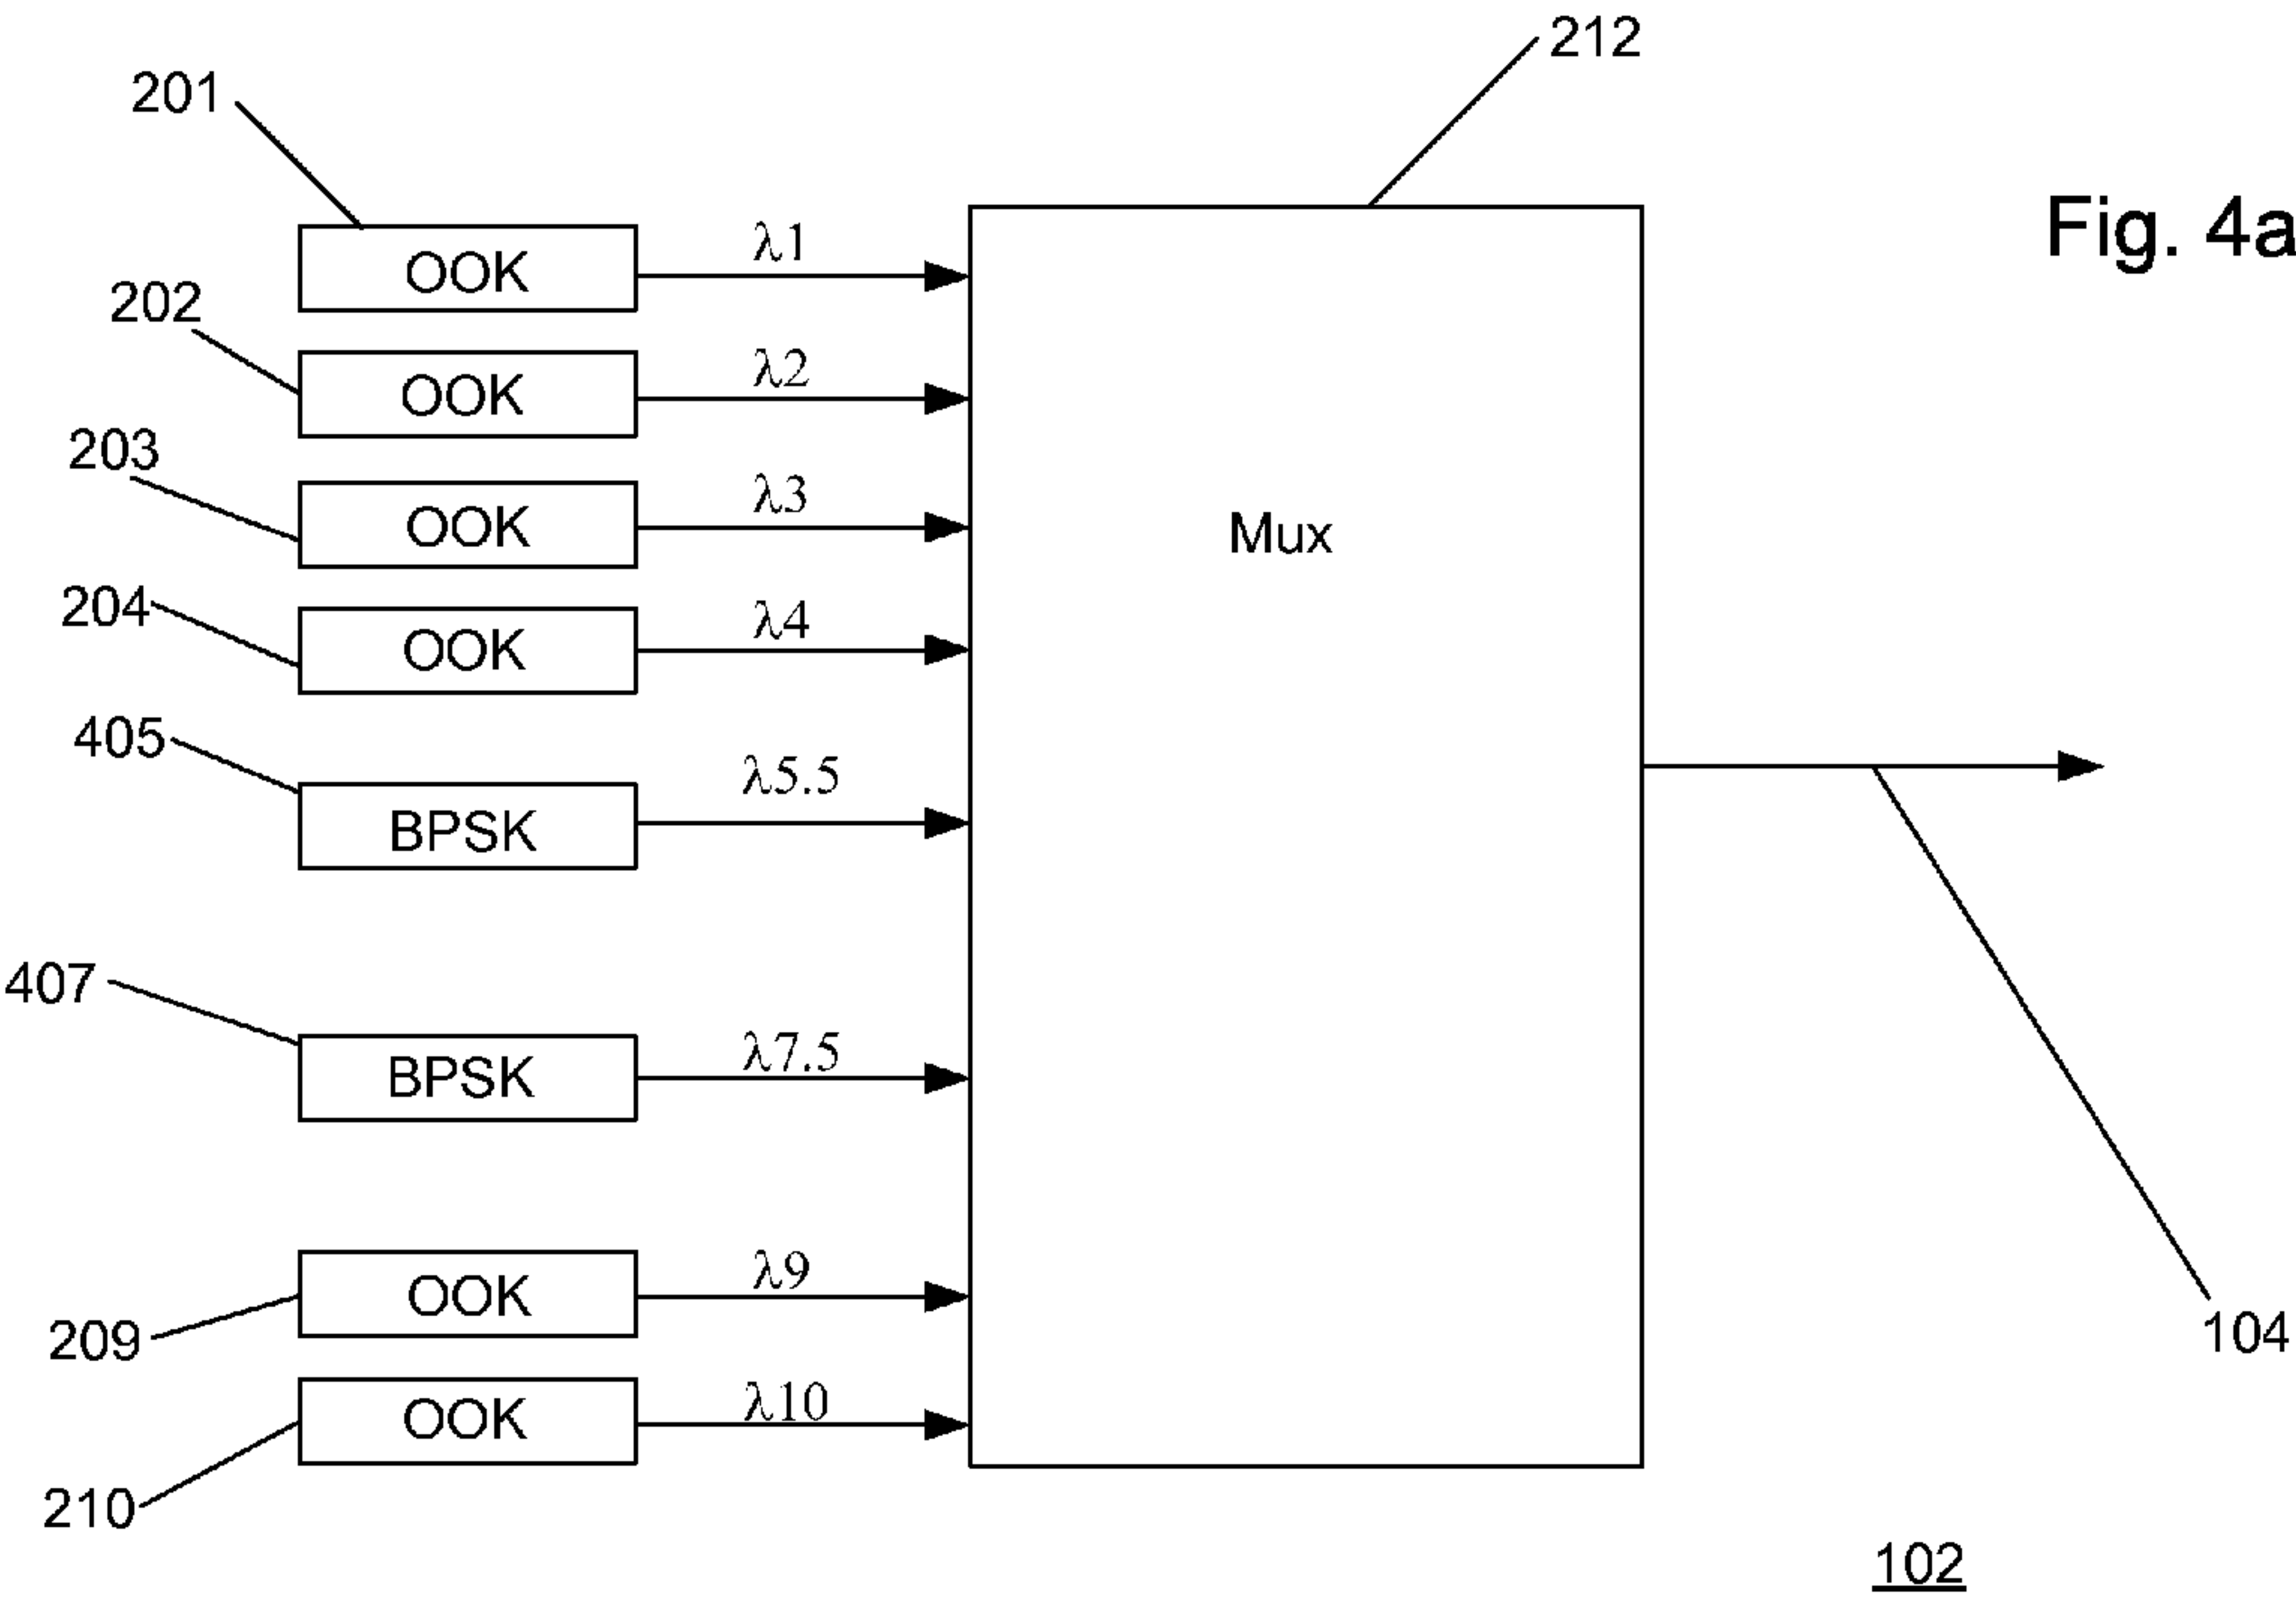 212
201
Fig. 4a
OOK
λ1
202
OOK
λ2
203
OOK
λ3
Mux
204
OOK
λ4
405
BPSK
λ5.5
407
BPSK
λ7.5
OOK
λ9
209
104
OOK
λ10
210
102